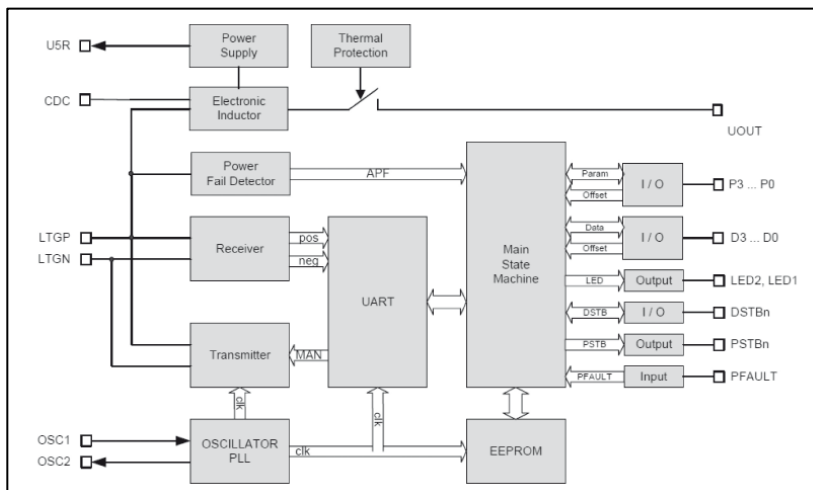 U5R
Power
Supply
Thermal
Protection
CDC
Electronic
Inductor
UOUT
Power
Fail Detector
APF
Param
Offset
I / O
P3 ... P0
LTGP
LTGN
Receiver
pos
neg
UART
Main
State
Machine
Data
Offset
I / O
D3 ... D0
LED
Output
LED2, LED1
DSTB
I / O
DSTBn
Transmitter
MAN
PSTB
Output
PSTBn
PFAULT
Input
PFAULT
clk
clk
OSC1
OSC2
OSCILLATOR
PLL
clk
EEPROM